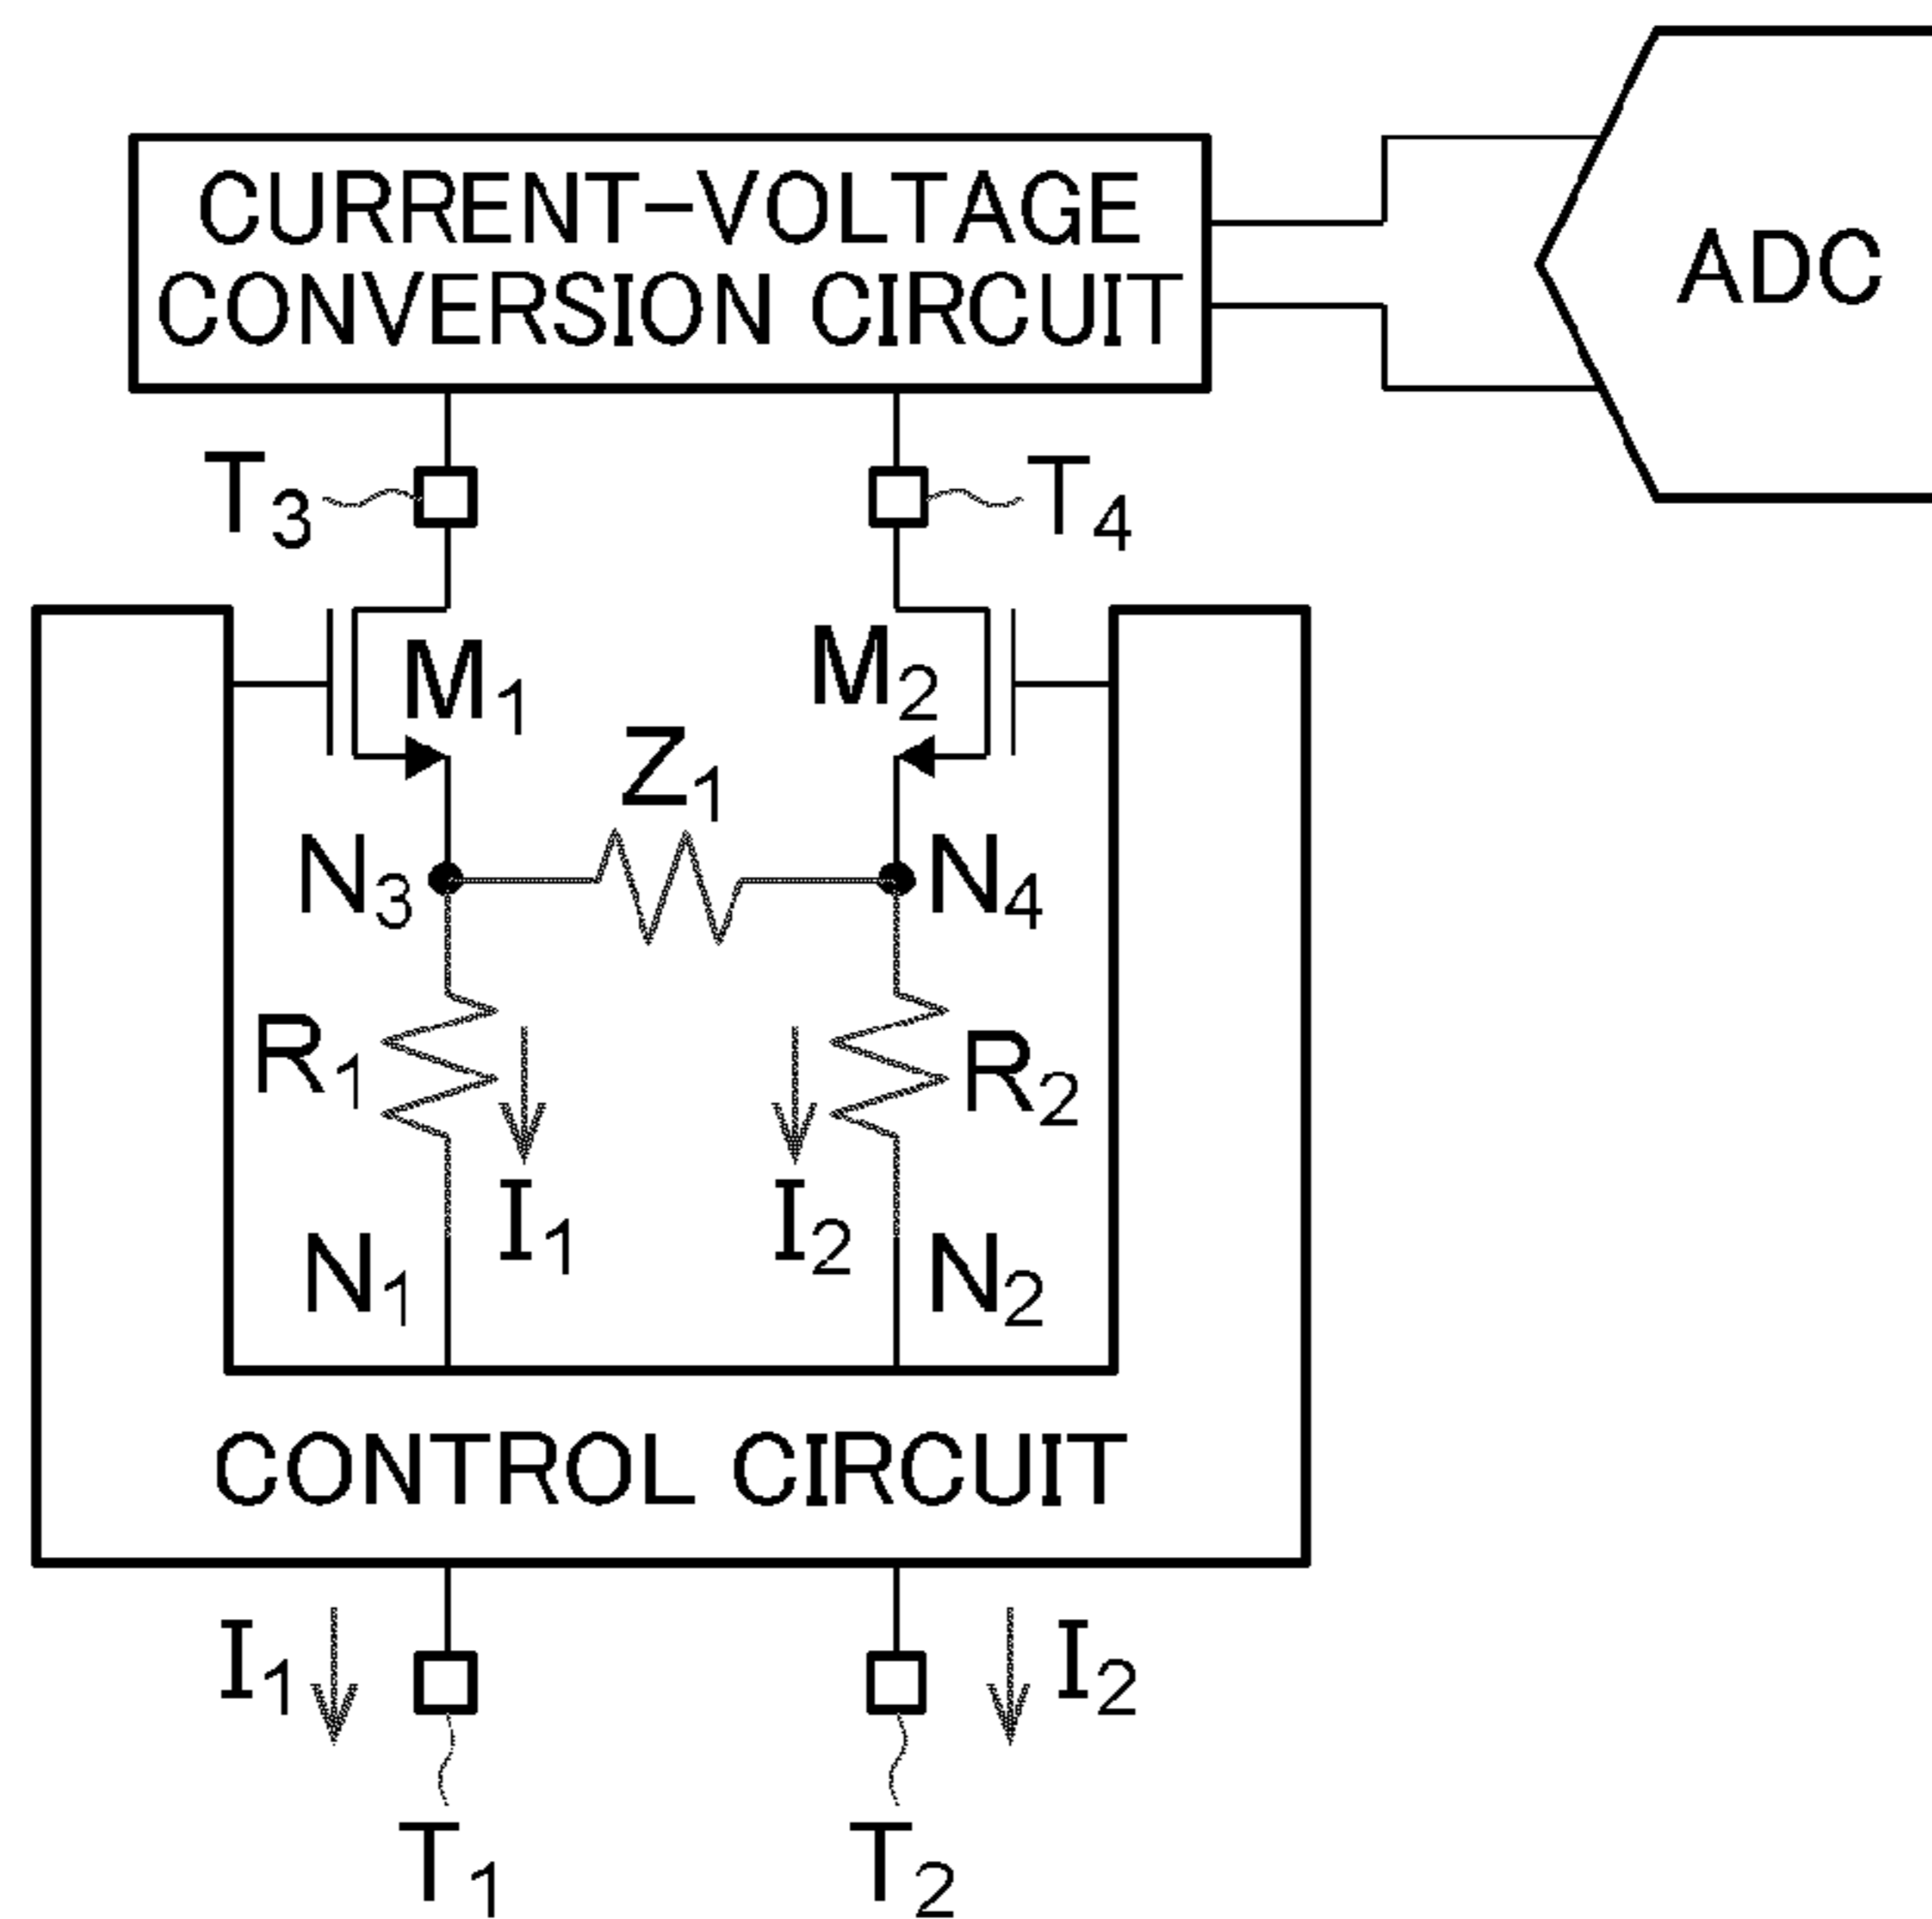 CURRENT-VOLTAGE
CONVERSION CIRCUIT
ADC
T3
T4
M1
M2
Z1
N3
N4
R1
R2
I1
I2
N1
N2
CONTROL CIRCUIT
I1
I2
T1
T2